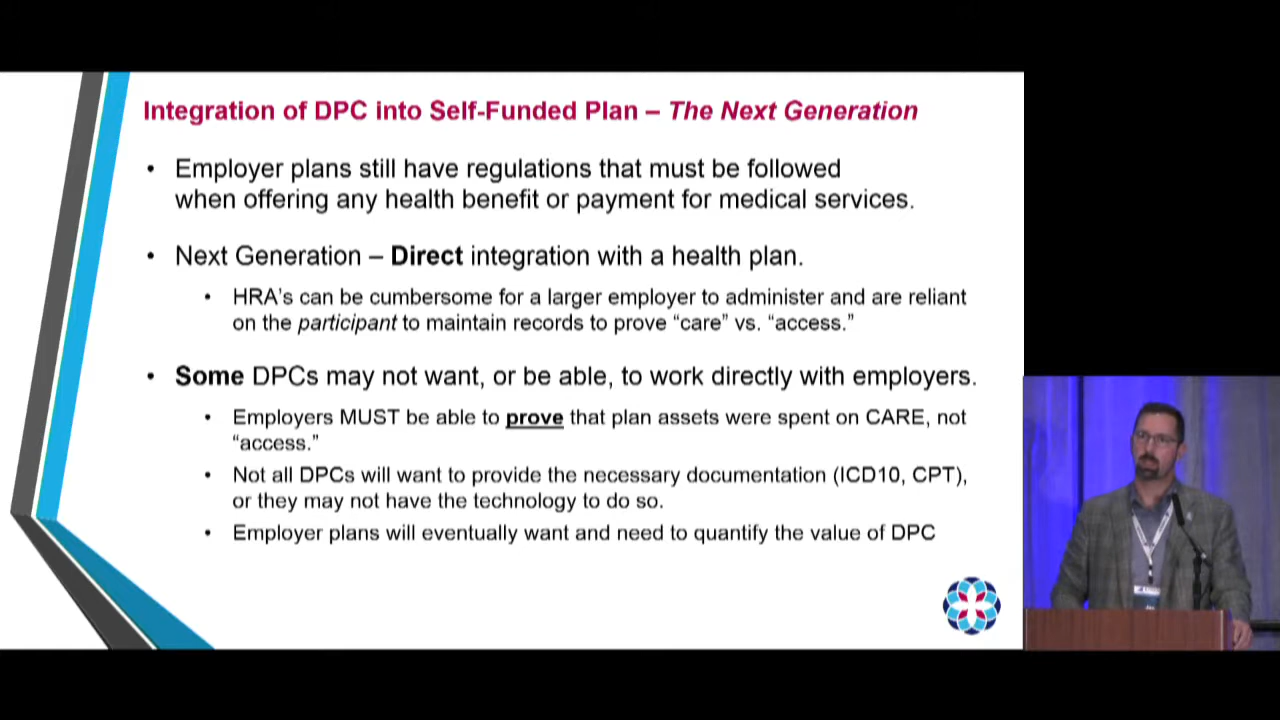 Integration of DPC into Self-Funded Plan – The Next Generation
• Employer plans still have regulations that must be followed
when offering any health benefit or payment for medical services.
• Next Generation – Direct integration with a health plan.
• HRA's can be cumbersome for a larger employer to administer and are reliant
on the participant to maintain records to prove “care” vs. “access.”
• Some DPCs may not want, or be able, to work directly with employers.
• Employers MUST be able to prove that plan assets were spent on CARE, not
“access.”
• Not all DPCs will want to provide the necessary documentation (ICD10, CPT),
or they may not have the technology to do so.
• Employer plans will eventually want and need to quantify the value of DPC